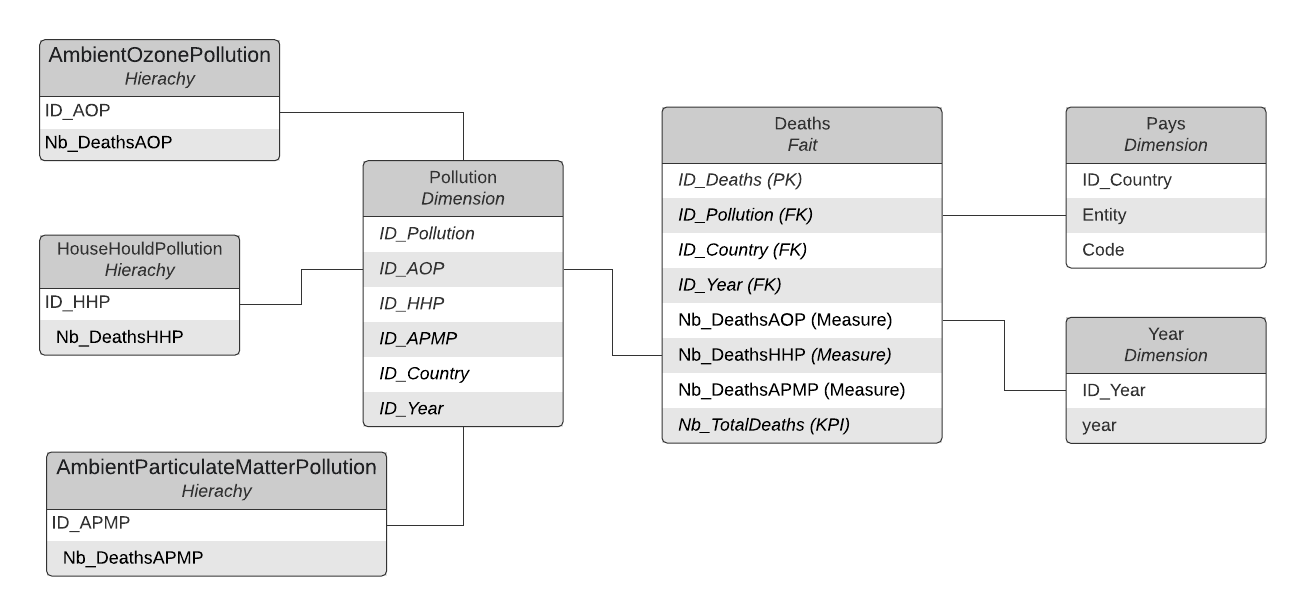 AmbientOzonePollution
Hierachy
ID_AOP
Nb_DeathsAOP
HouseHouldPollution
Hierachy
ID_HHP
Nb_DeathsHHP
AmbientParticulateMatterPollution
Hierachy
ID_APMP
Nb_DeathsAPMP
Pollution
Dimension
ID_Pollution
ID_AOP
ID_HHP
ID_APMP
ID_Country
ID_Year
Deaths
Fait
ID_Deaths (PK)
ID_Pollution (FK)
ID_Country (FK)
ID_Year (FK)
Nb_DeathsAOP (Measure)
Nb_DeathsHHP (Measure)
Nb_DeathsAPMP (Measure)
Nb_TotalDeaths (KPI)
Pays
Dimension
ID_Country
Entity
Code
Year
Dimension
ID_Year
year